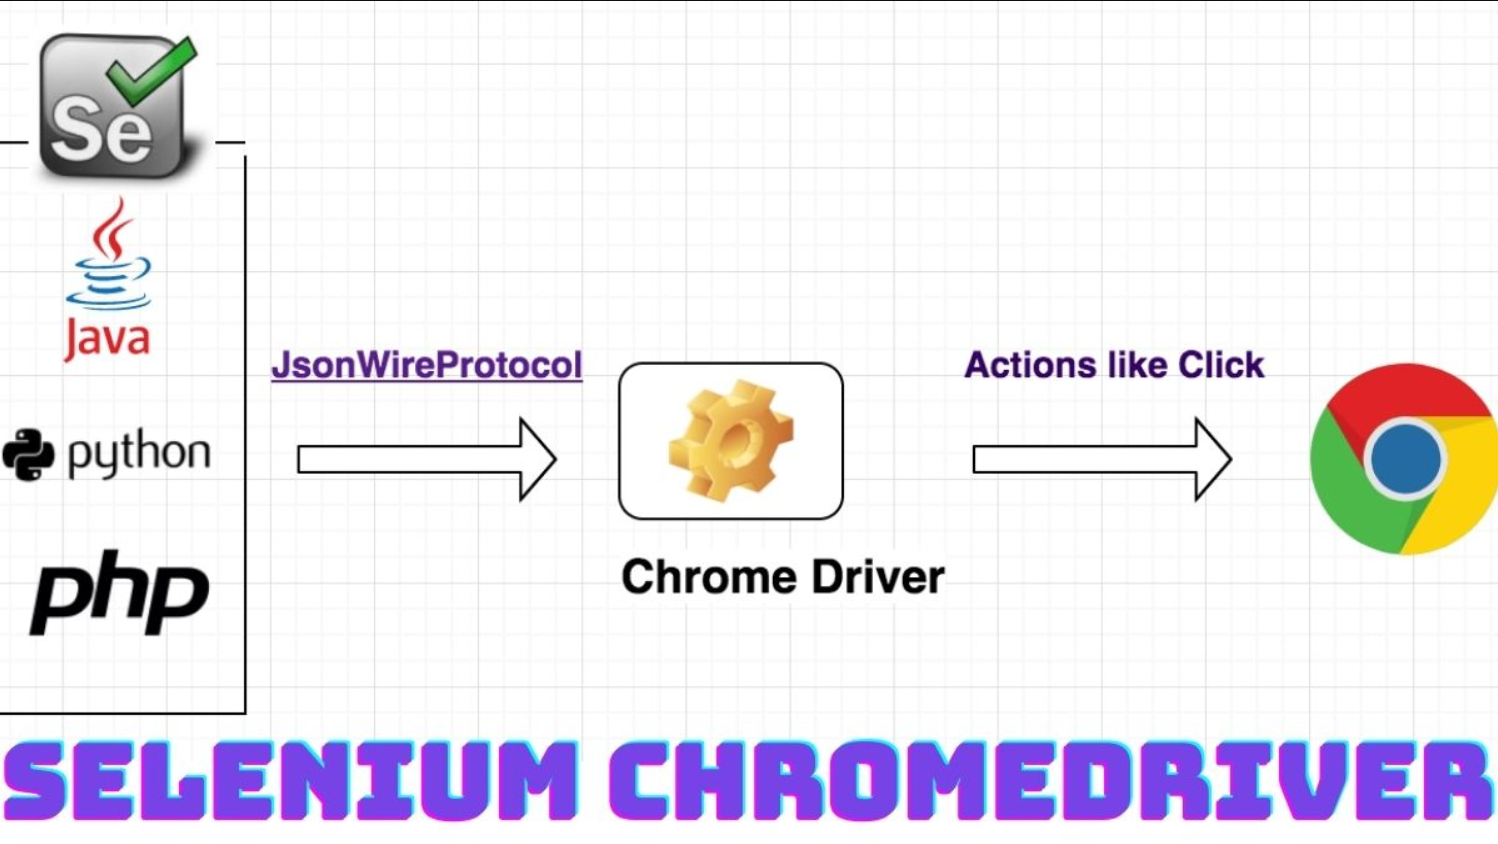 Se
Java
JsonWireProtocol
Actions like Click
python
Chrome Driver
php
SELENIUM CHROMEDRIVER